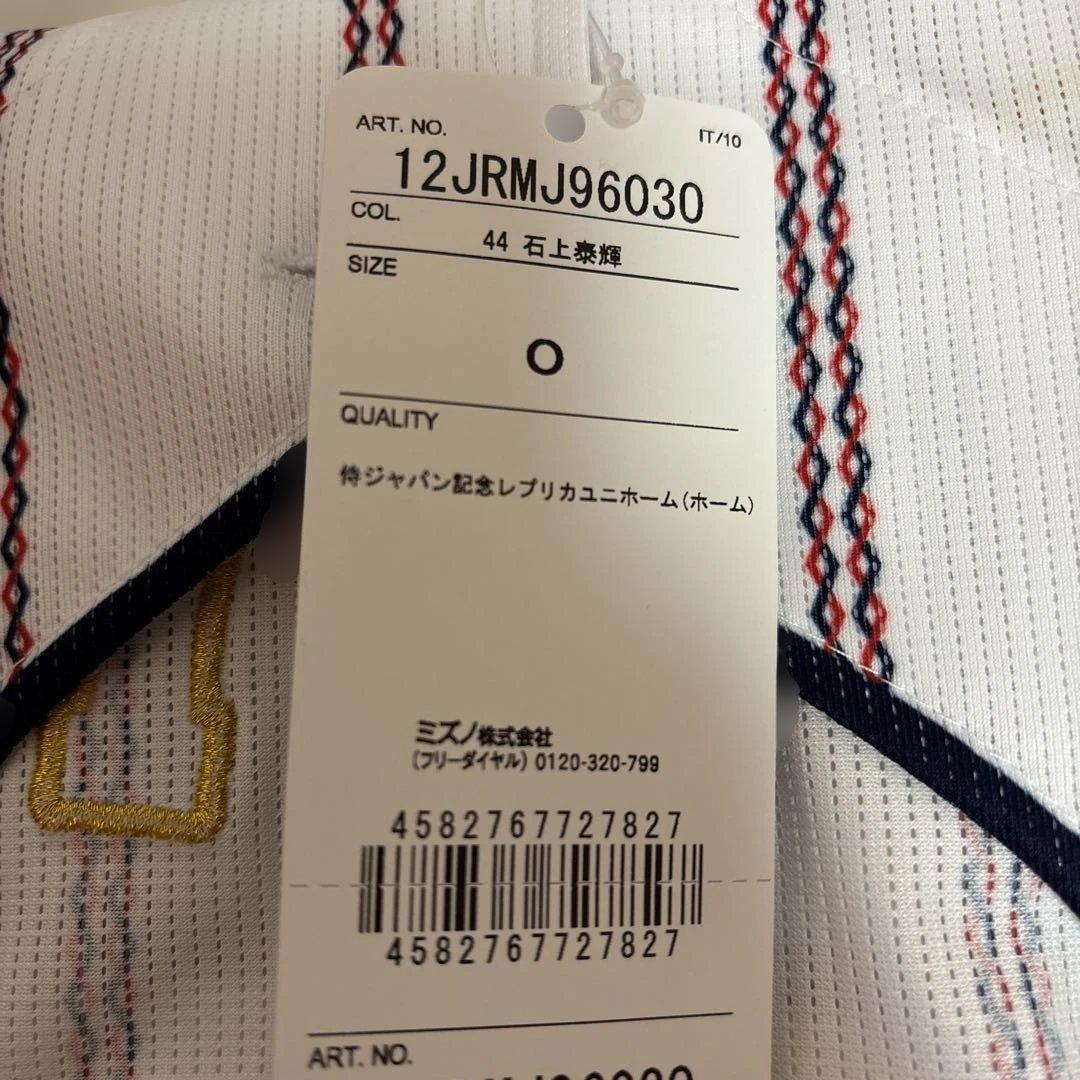 ART. NO.
IT/10
12JRMJ96030
COL.
44 石上泰輝
SIZE
O
QUALITY
侍ジャパン記念レプリカユニホーム(ホーム)
ミズノ株式会社
(フリーダイヤル) 0120-320-799
4582767727827
4582767727827
ART. NO.